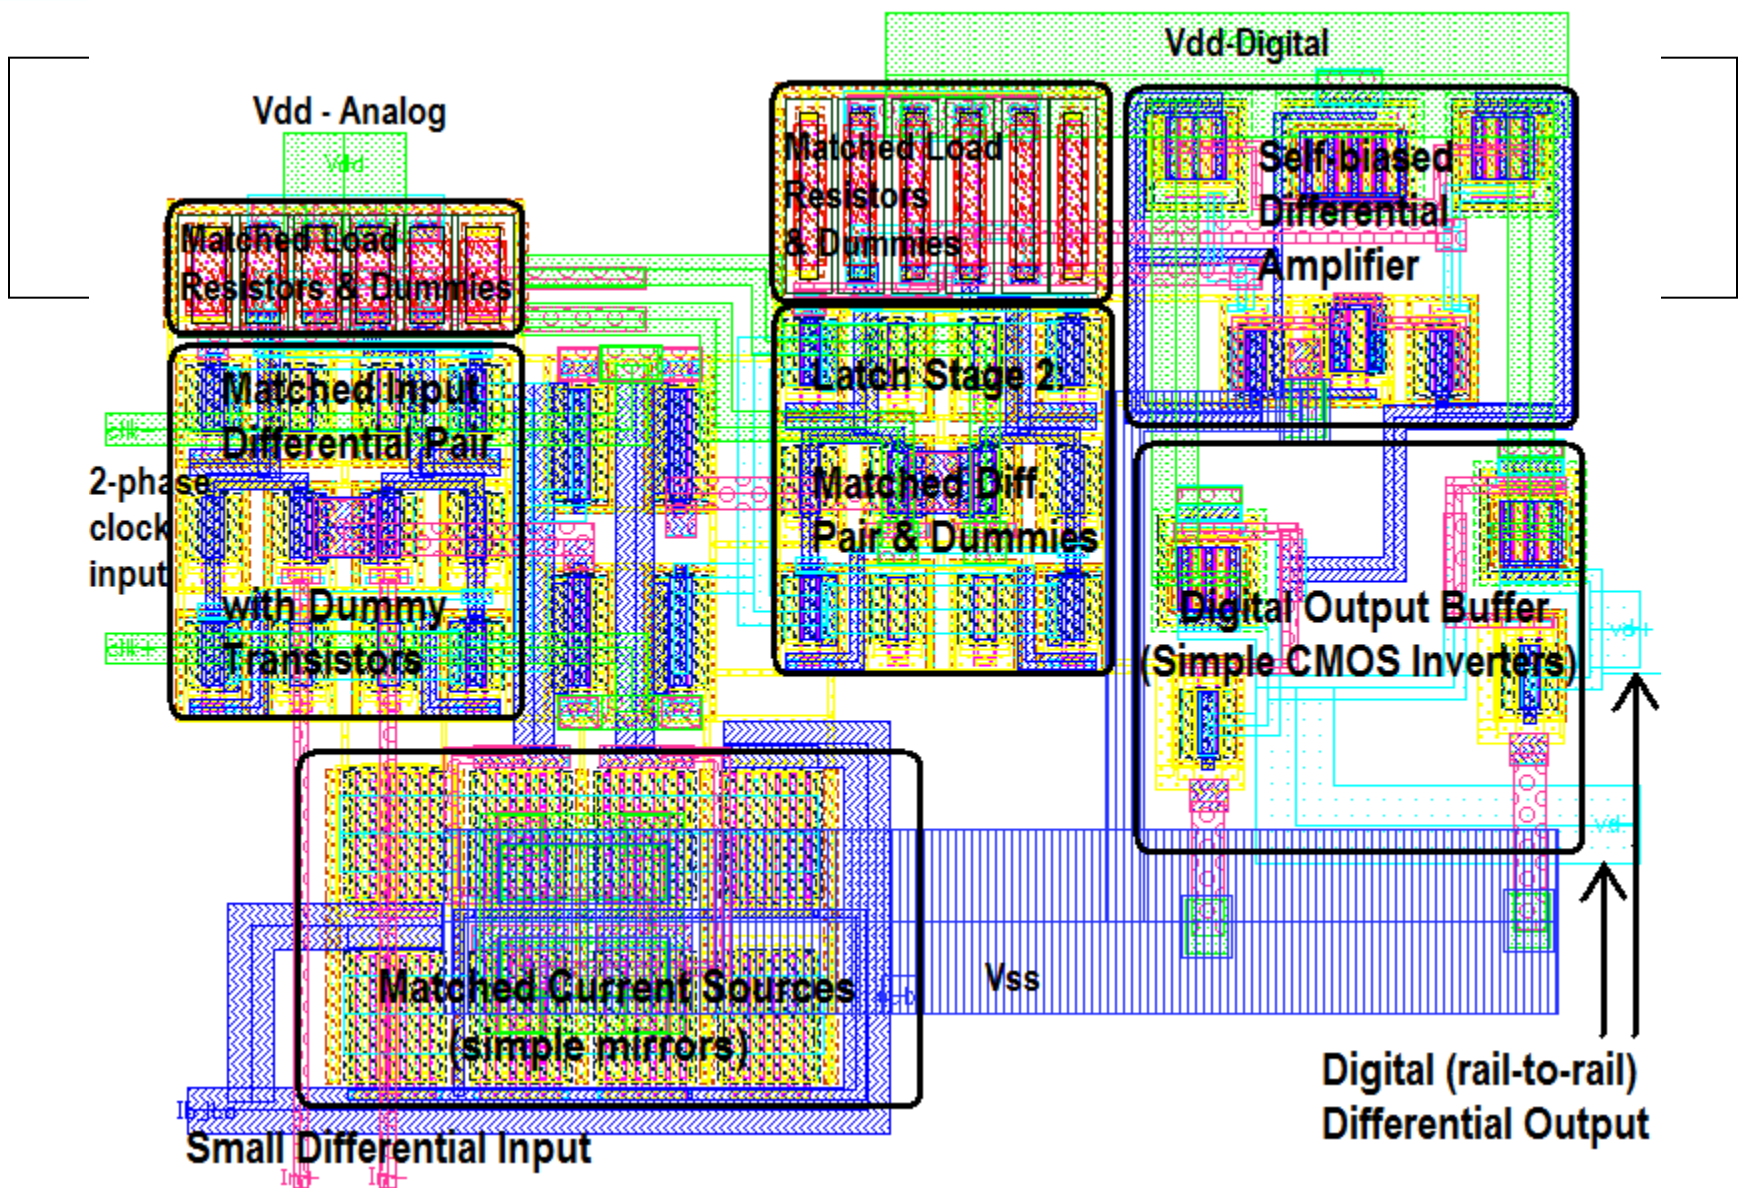 Vdd-Digital
Vdd - Analog
Vdd
Matched Load
Resistors & Dummies
Matched Load
Resistors
& Dummies
Self-biased
Differential
Amplifier
Matched Input
Differential Pair
with Dummy
Transistors
2-phase
clock
input
Latch Stage 2:
Matched Diff.
Pair & Dummies
Digital Output Buffer
(Simple CMOS Inverters)
Matched Current Sources
(simple mirrors)
Vss
Small Differential Input
Digital (rail-to-rail)
Differential Output